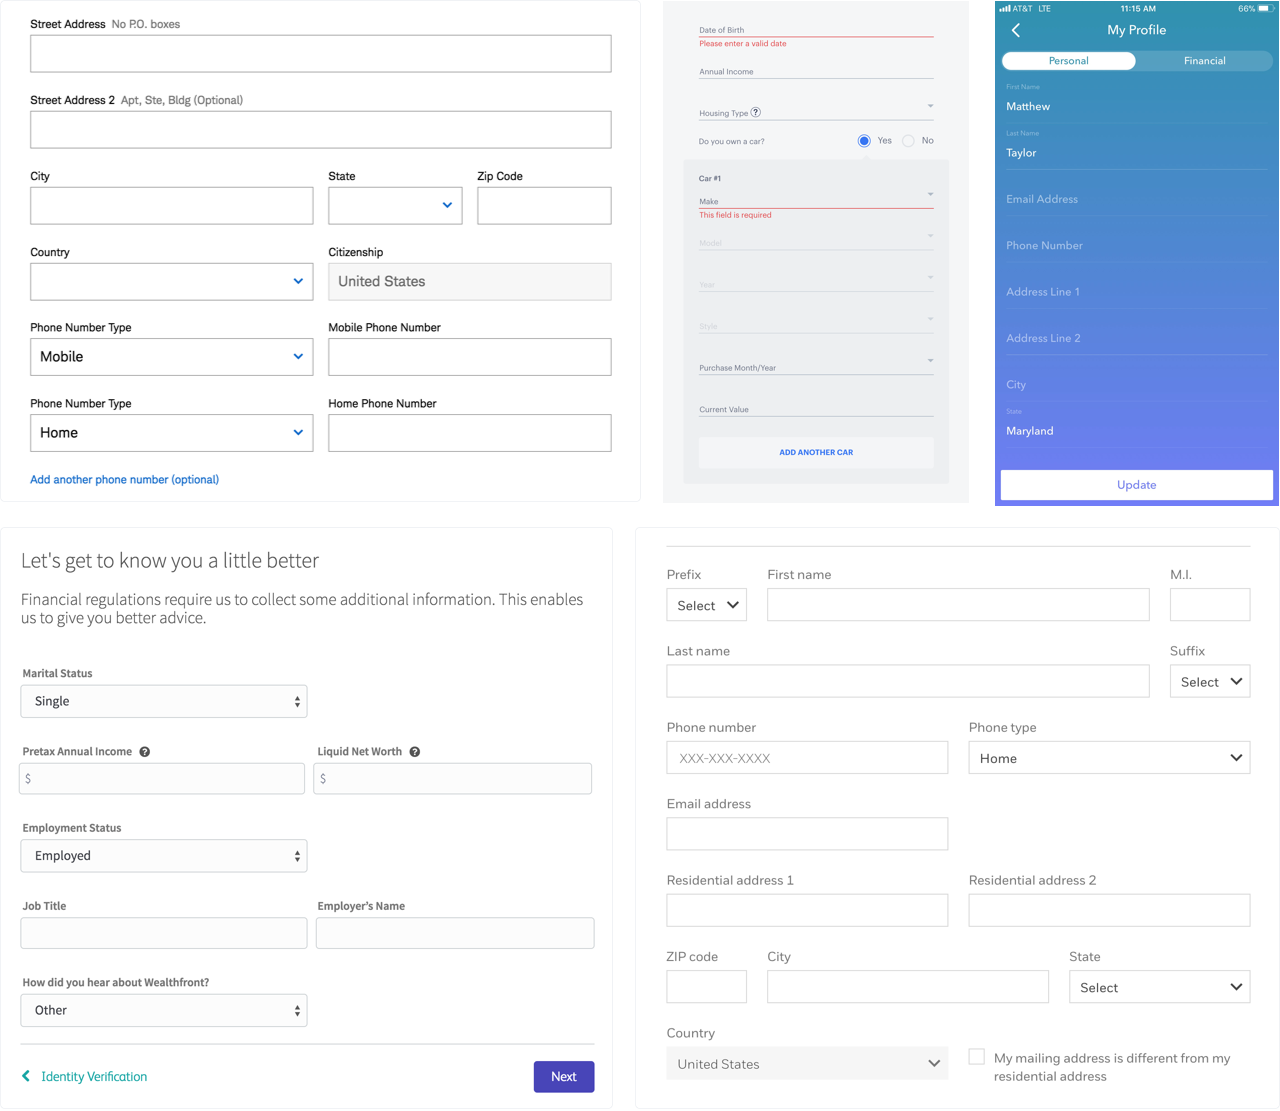 Street Address No P.O. boxes
Street Address 2 Apt, Ste, Bldg (Optional)
City State Zip Code
Country Citizenship
United States
Phone Number Type Mobile Phone Number
Mobile
Phone Number Type Home Phone Number
Home
Add another phone number (optional)
Date of Birth
Please enter a valid date
Annual Income
Housing Type ?
Do you own a car? Yes No
Car #1
Make
This field is required
Model
Year
Style
Purchase Month/Year
Current Value
ADD ANOTHER CAR
AT&T LTE 11:15 AM 66%
My Profile
Personal Financial
First Name
Matthew
Last Name
Taylor
Email Address
Phone Number
Address Line 1
Address Line 2
City
State
Maryland
Update
Let's get to know you a little better
Financial regulations require us to collect some additional information. This enables
us to give you better advice.
Marital Status
Single
Pretax Annual Income ? Liquid Net Worth ?
$ $
Employment Status
Employed
Job Title Employer's Name
How did you hear about Wealthfront?
Other
Identity Verification Next
Prefix First name M.I.
Select
Last name Suffix
Select
Phone number Phone type
XXX-XXX-XXXX Home
Email address
Residential address 1 Residential address 2
ZIP code City State
Select
Country
United States
My mailing address is different from my
residential address